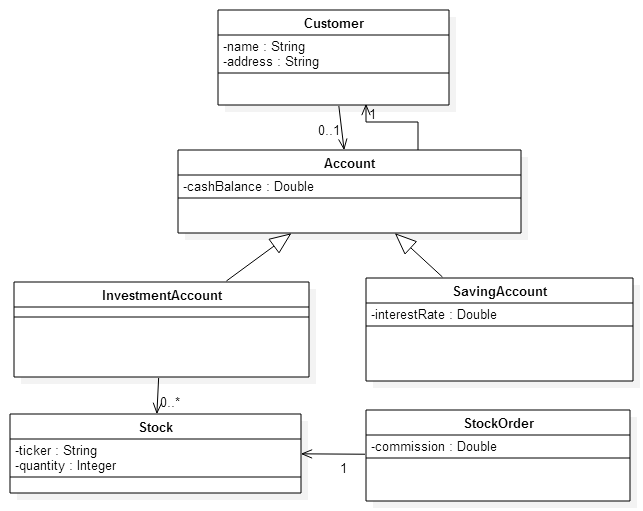 Customer
-name : String
-address : String
0..1
1
Account
-cashBalance : Double
InvestmentAccount
SavingAccount
-interestRate : Double
0..*
Stock
-ticker : String
-quantity : Integer
1
StockOrder
-commission : Double